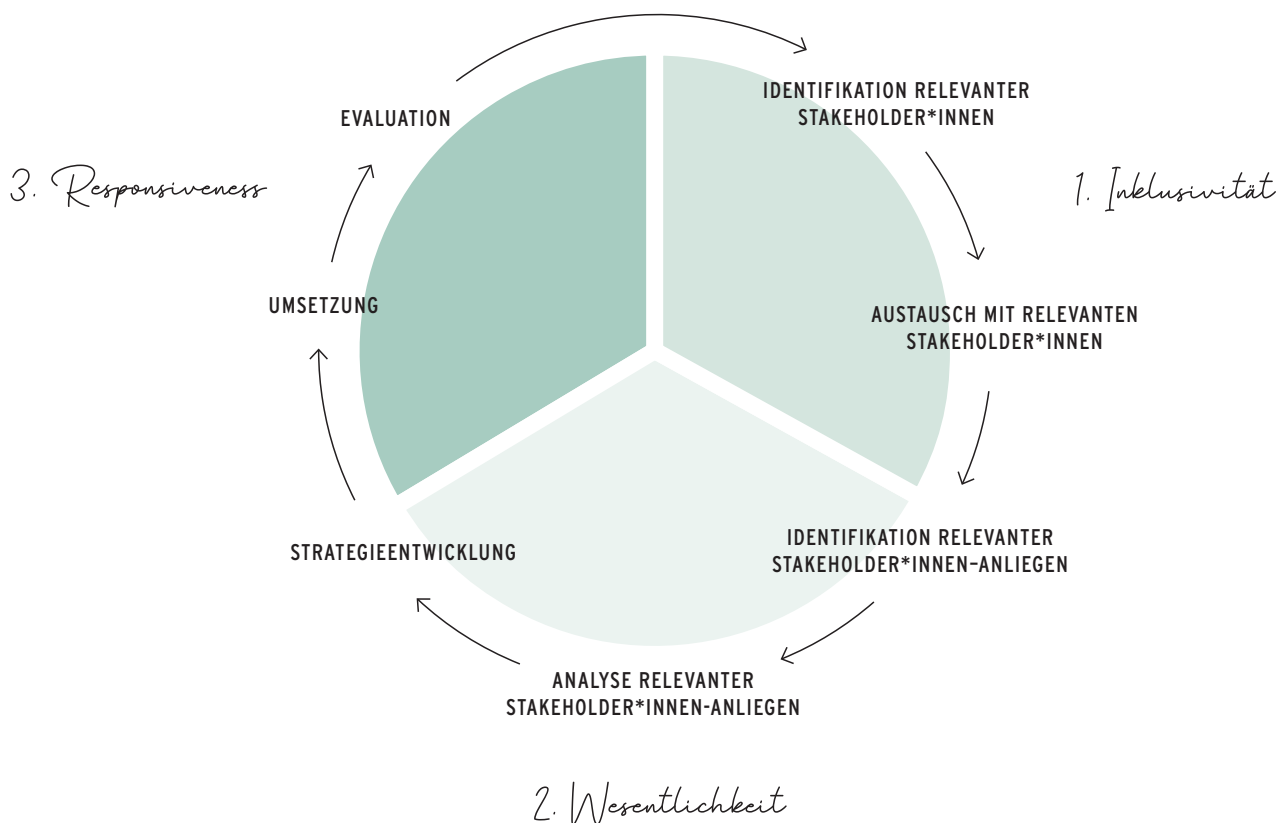 EVALUATION
IDENTIFIKATION RELEVANTER
STAKEHOLDER*INNEN
3. Responsiveness
1. Inklusivität
UMSETZUNG
AUSTAUSCH MIT RELEVANTEN
STAKEHOLDER*INNEN
STRATEGIEENTWICKLUNG
IDENTIFIKATION RELEVANTER
STAKEHOLDER*INNEN-ANLIEGEN
ANALYSE RELEVANTER
STAKEHOLDER*INNEN-ANLIEGEN
2. Wesentlichkeit